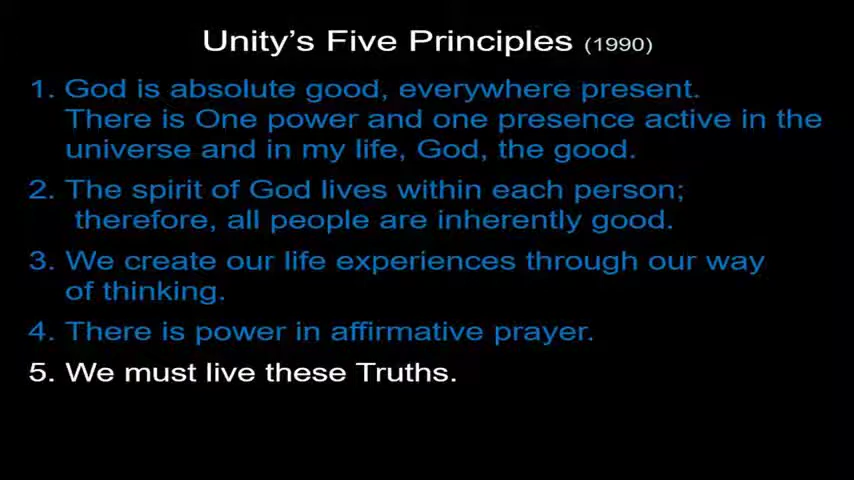 Unity's Five Principles (1990)
1. God is absolute good, everywhere present.
There is One power and one presence active in the
universe and in my life, God, the good.
2. The spirit of God lives within each person;
therefore, all people are inherently good.
3. We create our life experiences through our way
of thinking.
4. There is power in affirmative prayer.
5. We must live these Truths.